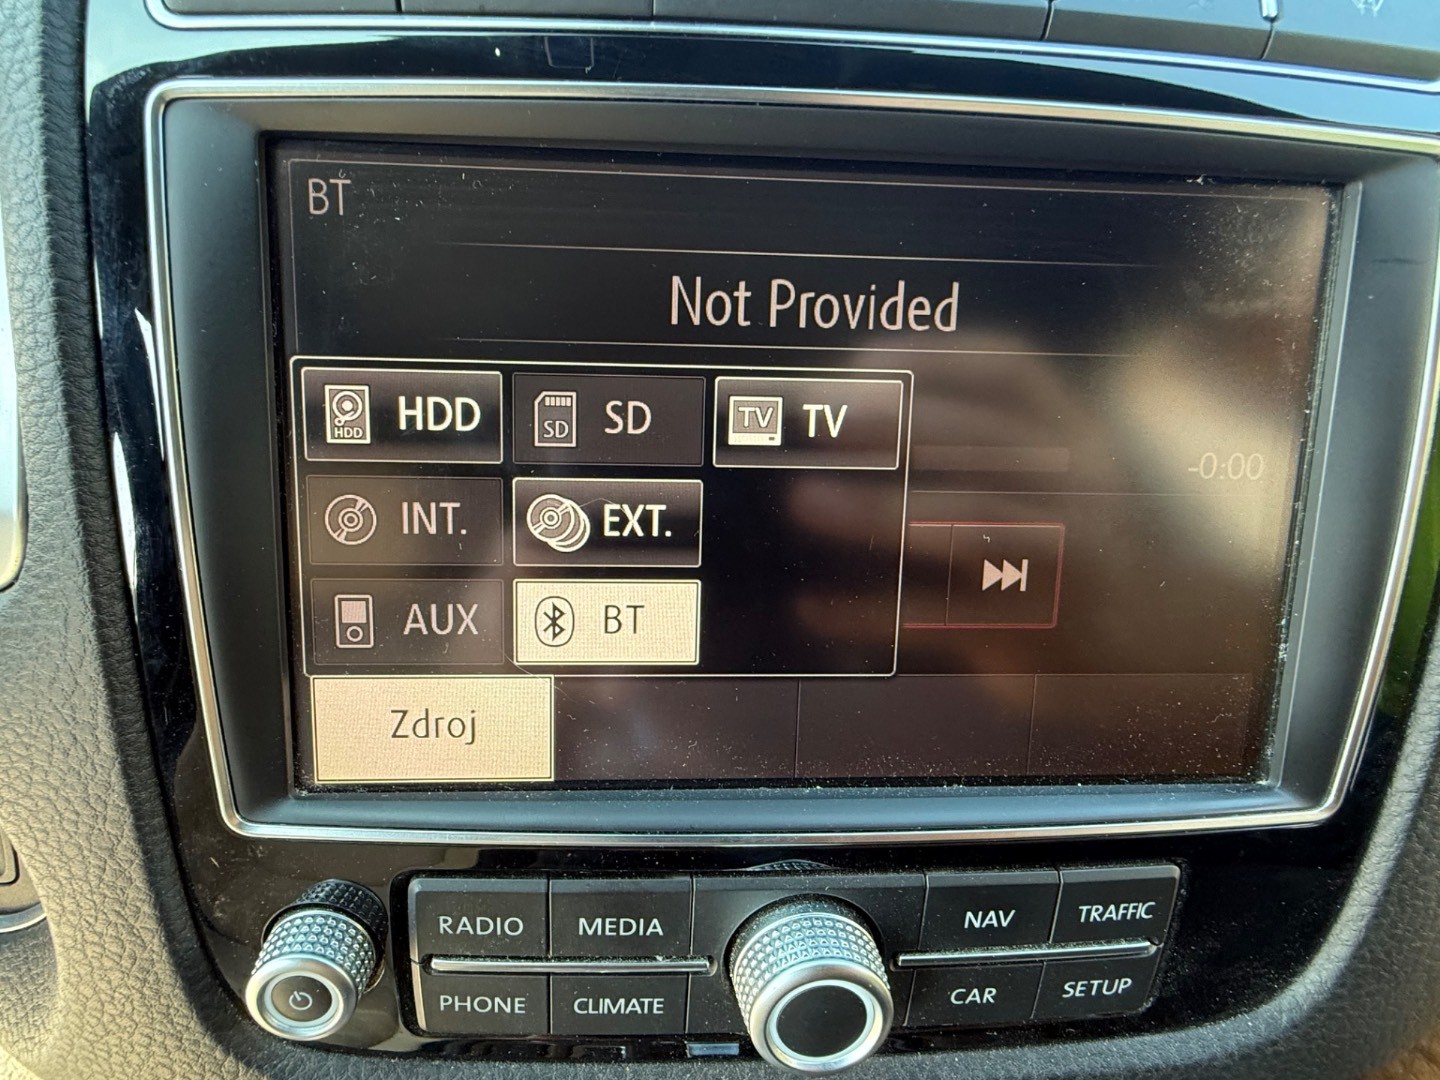 BT
Not Provided
HDD HDD
SD SD
TV TV
INT.
EXT.
-0:00
AUX
BT
Zdroj
RADIO
MEDIA
NAV
TRAFFIC
PHONE
CLIMATE
CAR
SETUP